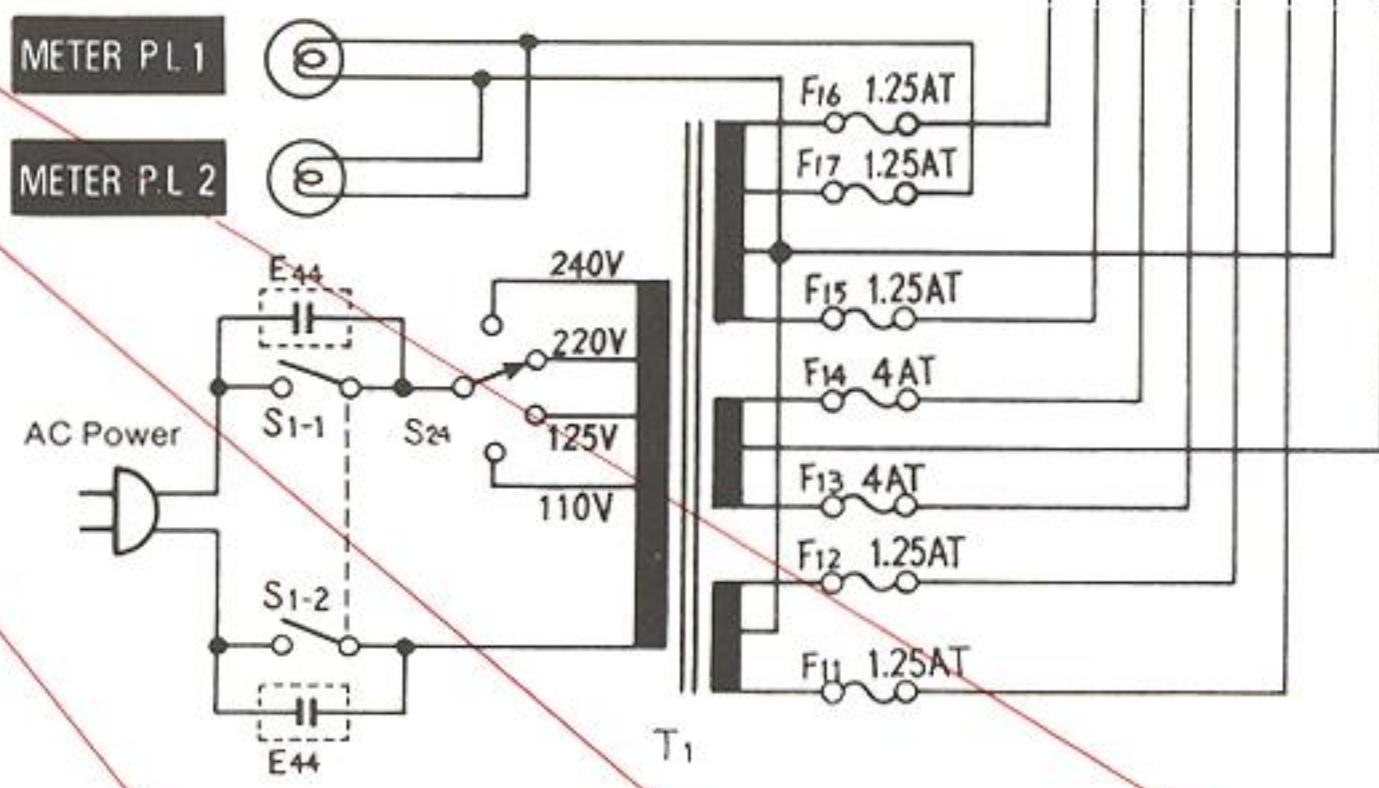 METER P.L 1
METER P.L 2
F16 1.25AT
F17 1.25AT
F15 1.25AT
F14 4AT
F13 4AT
F12 1.25AT
F11 1.25AT
E44
240V
220V
125V
110V
S1-1
S24
AC Power
S1-2
E44
T1